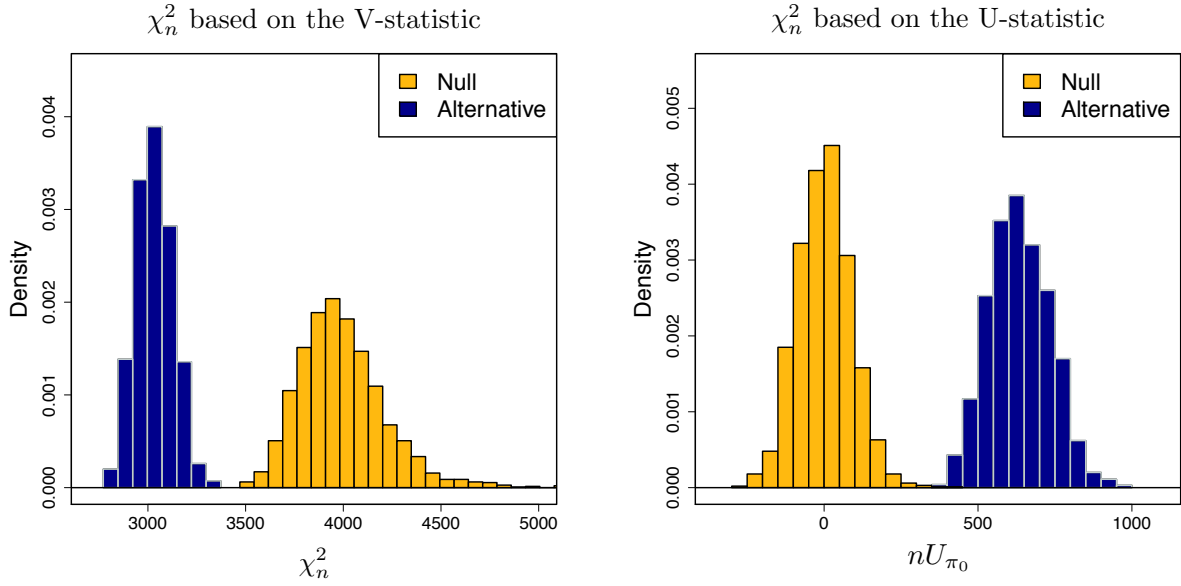 χ²ₙ based on the V-statistic
Null
Alternative
Density
0.004
0.003
0.002
0.001
0.000
3000 3500 4000 4500 5000
χ²ₙ
χ²ₙ based on the U-statistic
Null
Alternative
Density
0.005
0.004
0.003
0.002
0.001
0.000
0 500 1000
nU_{π₀}